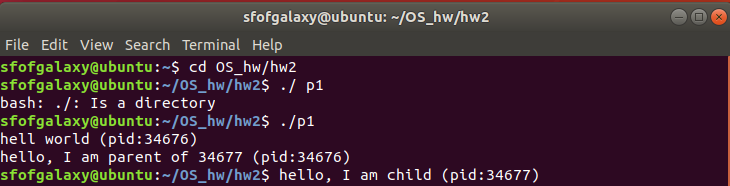 sfofgalaxy@ubuntu: ~/OS_hw/hw2
File Edit View Search Terminal Help
sfofgalaxy@ubuntu:~$ cd OS_hw/hw2
sfofgalaxy@ubuntu:~/OS_hw/hw2$ ./ p1
bash: ./: Is a directory
sfofgalaxy@ubuntu:~/OS_hw/hw2$ ./p1
hell world (pid:34676)
hello, I am parent of 34677 (pid:34676)
sfofgalaxy@ubuntu:~/OS_hw/hw2$ hello, I am child (pid:34677)